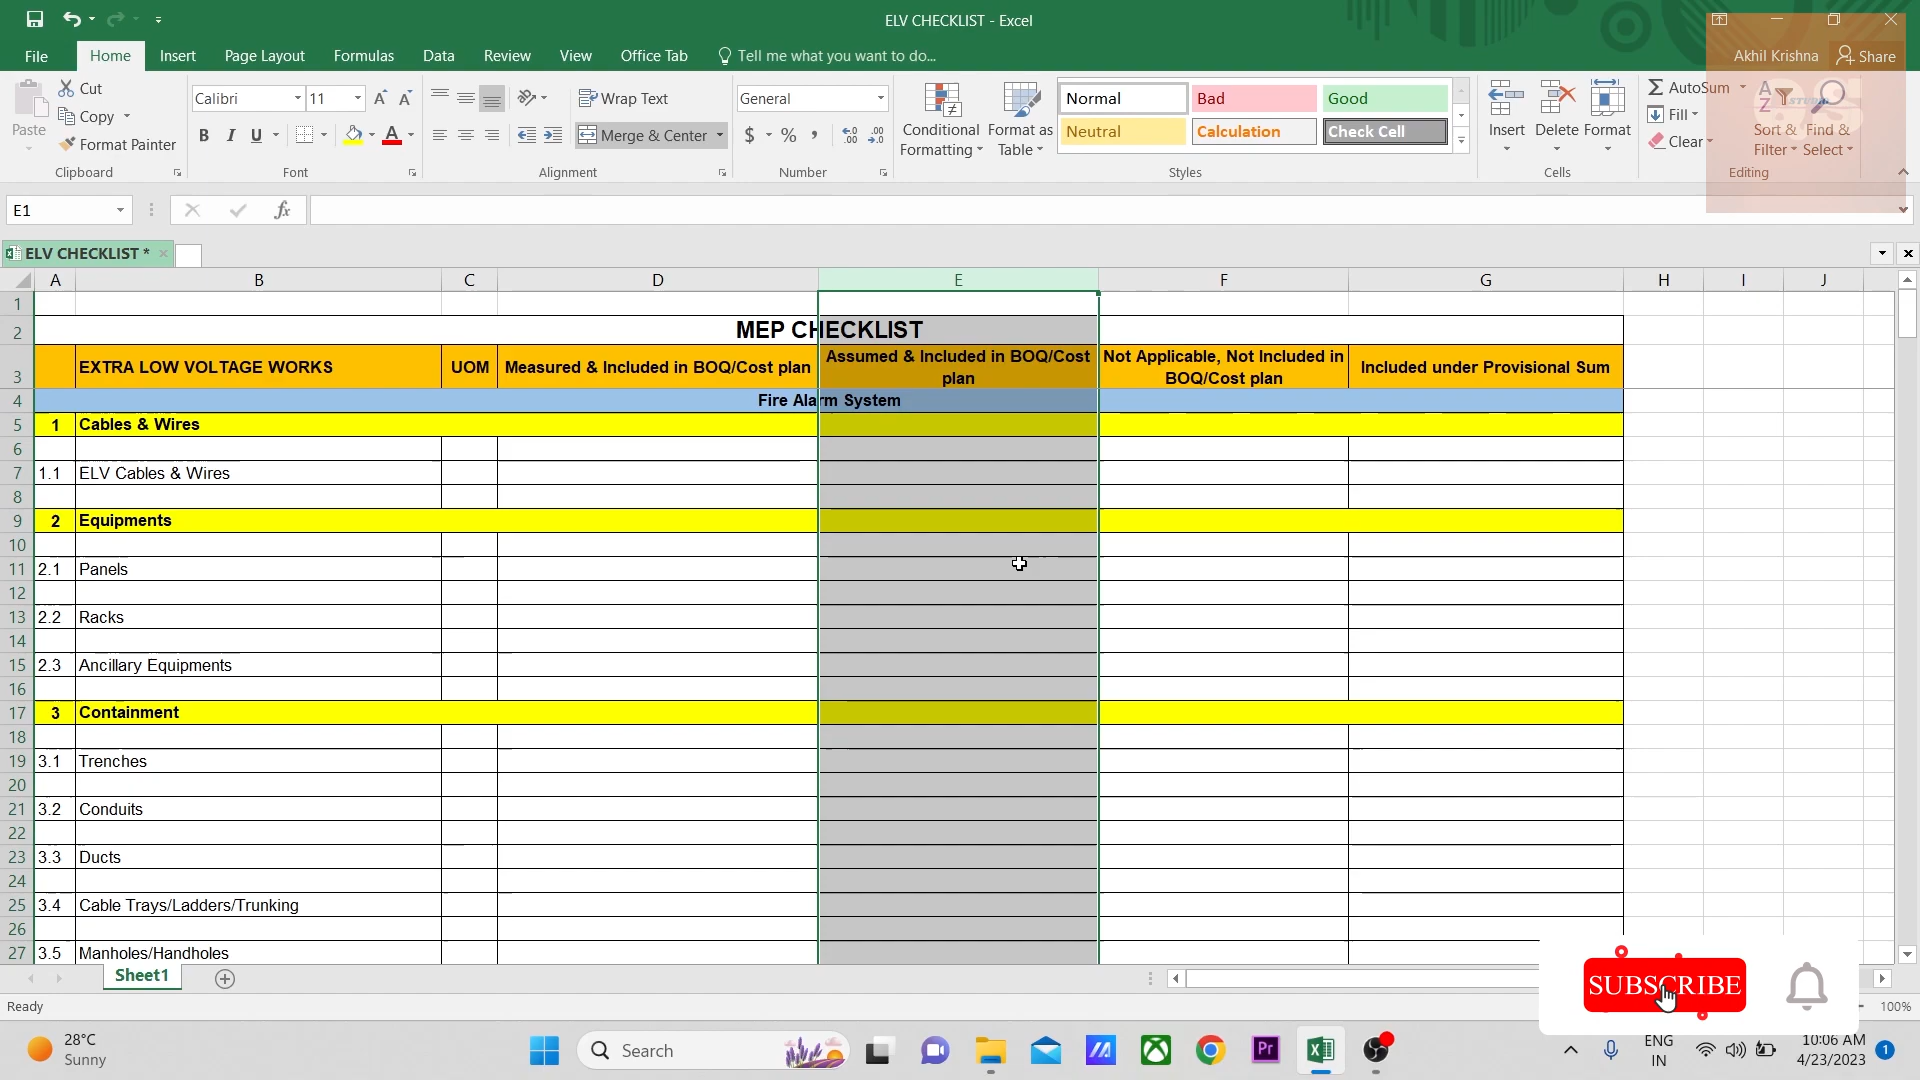 ELV CHECKLIST - Excel
File Home Insert Page Layout Formulas Data Review View Office Tab Tell me what you want to do... Akhil Krishna Share
Paste
Cut
Copy
Format Painter
Clipboard
Calibri 11
B I U
Font
Wrap Text
Merge & Center
Alignment
General
$ % ,
Number
Conditional Formatting
Format as Table
Normal Bad Good
Neutral Calculation Check Cell
Styles
Insert Delete Format
Cells
AutoSum
Fill
Clear
Sort & Filter
Find & Select
Editing
E1
fx
ELV CHECKLIST *
A B C D E F G H I J
1
2 MEP CHECKLIST
3 EXTRA LOW VOLTAGE WORKS UOM Measured & Included in BOQ/Cost plan Assumed & Included in BOQ/Cost plan Not Applicable, Not Included in BOQ/Cost plan Included under Provisional Sum
4 Fire Alarm System
5 1 Cables & Wires
6
7 1.1 ELV Cables & Wires
8
9 2 Equipments
10
11 2.1 Panels
12
13 2.2 Racks
14
15 2.3 Ancillary Equipments
16
17 3 Containment
18
19 3.1 Trenches
20
21 3.2 Conduits
22
23 3.3 Ducts
24
25 3.4 Cable Trays/Ladders/Trunking
26
27 3.5 Manholes/Handholes
Sheet1
SUBSCRIBE
Ready
100%
28°C
Sunny
Search
Pr
ENG
IN
10:06 AM
4/23/2023
1